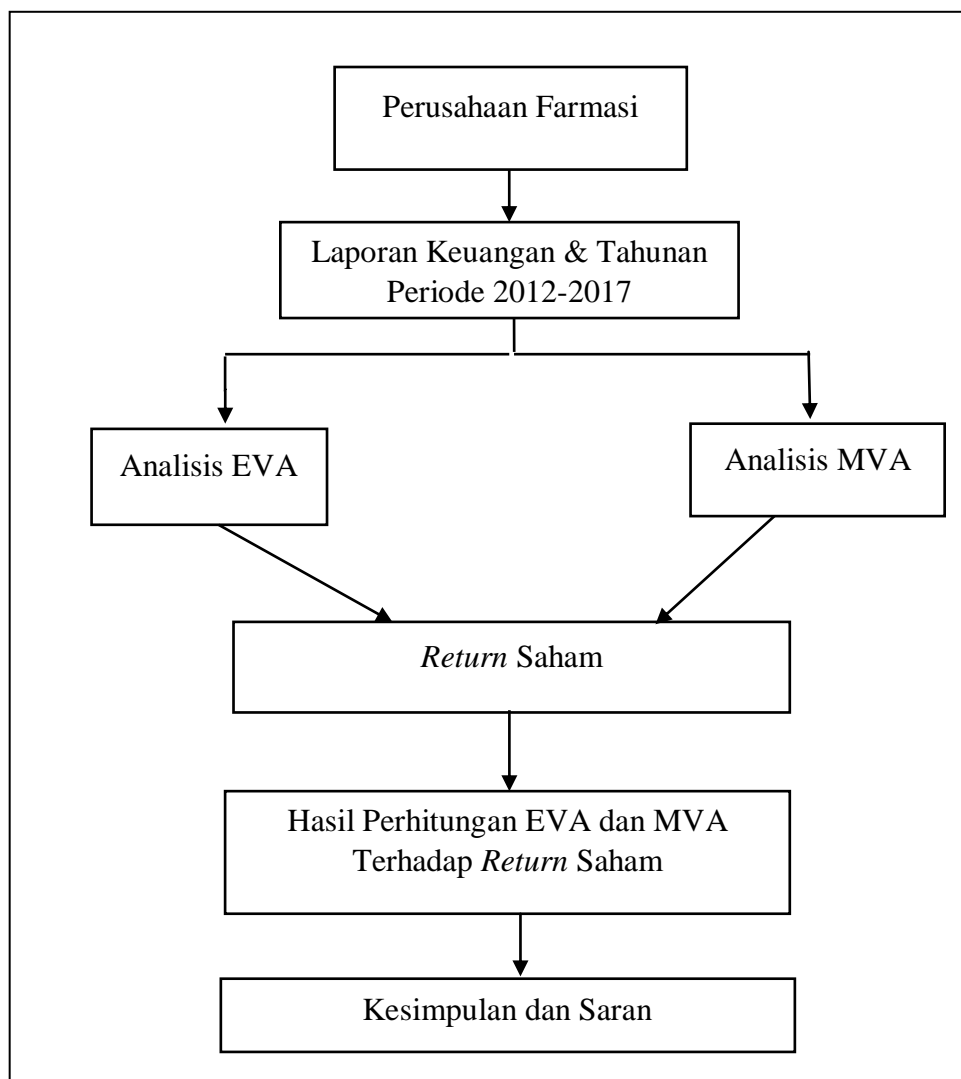 Perusahaan Farmasi
Laporan Keuangan & Tahunan
Periode 2012-2017
Analisis EVA
Analisis MVA
Return Saham
Hasil Perhitungan EVA dan MVA
Terhadap Return Saham
Kesimpulan dan Saran